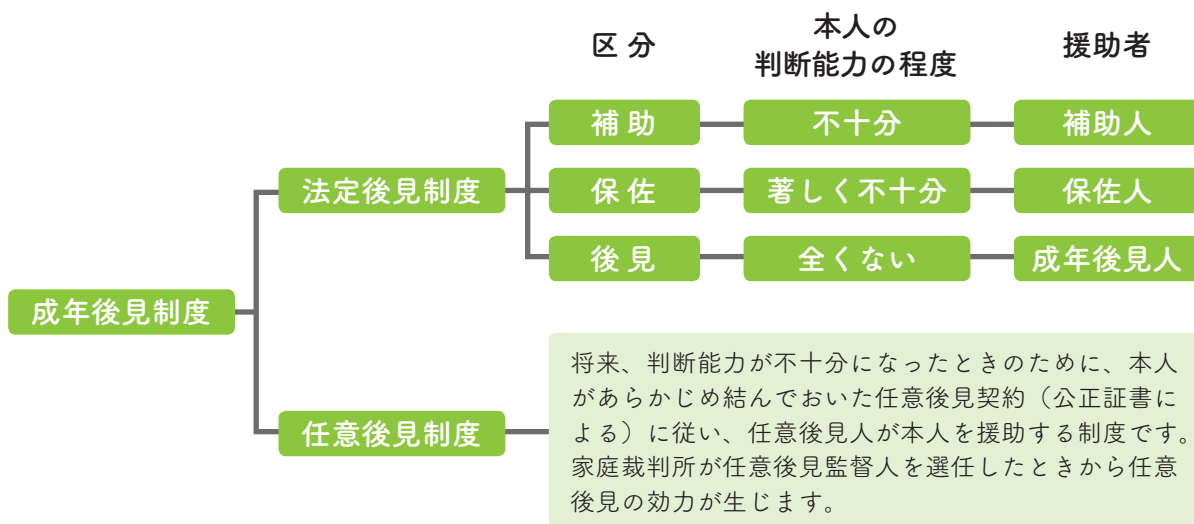 区 分
本人の
判断能力の程度
援助者
補 助
不十分
補助人
法定後見制度
保 佐
著しく不十分
保佐人
後 見
全くない
成年後見人
成年後見制度
任意後見制度
将来、判断能力が不十分になったときのために、本人
があらかじめ結んでおいた任意後見契約（公正証書に
よる）に従い、任意後見人が本人を援助する制度です。
家庭裁判所が任意後見監督人を選任したときから任意
後見の効力が生じます。